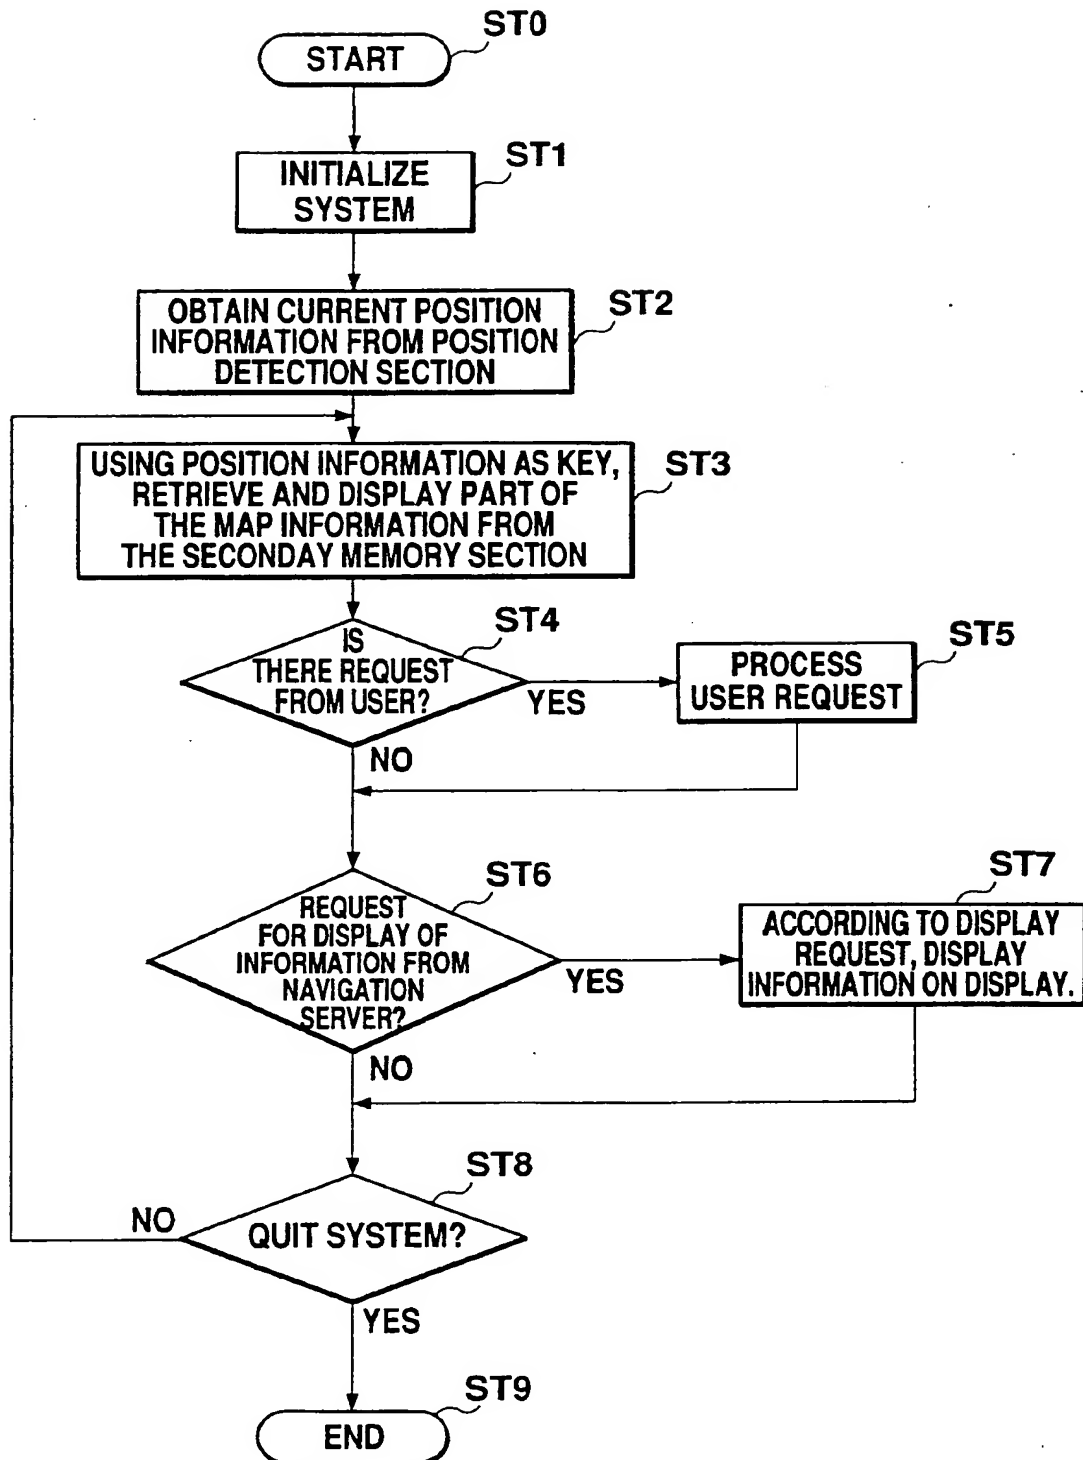 ST0
START
ST1
INITIALIZE
SYSTEM
ST2
OBTAIN CURRENT POSITION
INFORMATION FROM POSITION
DETECTION SECTION
ST3
USING POSITION INFORMATION AS KEY,
RETRIEVE AND DISPLAY PART OF
THE MAP INFORMATION FROM
THE SECONDAY MEMORY SECTION
ST4
IS
THERE REQUEST
FROM USER?
YES
NO
ST5
PROCESS
USER REQUEST
ST6
REQUEST
FOR DISPLAY OF
INFORMATION FROM
NAVIGATION
SERVER?
YES
NO
ST7
ACCORDING TO DISPLAY
REQUEST, DISPLAY
INFORMATION ON DISPLAY.
ST8
QUIT SYSTEM?
NO
YES
ST9
END